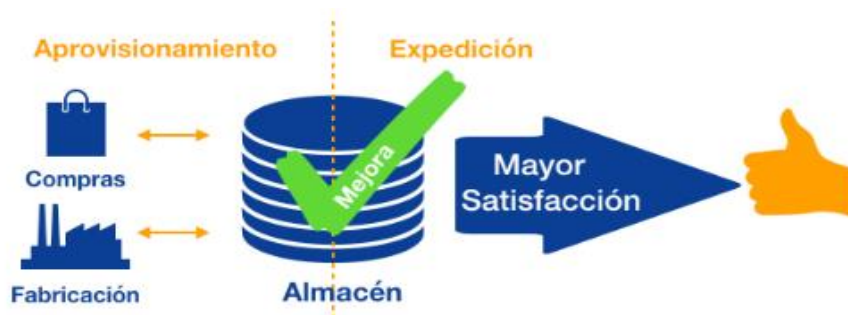 Aprovisionamiento
Expedición
Compras
Mejora
Mayor
Satisfacción
Fabricación
Almacén